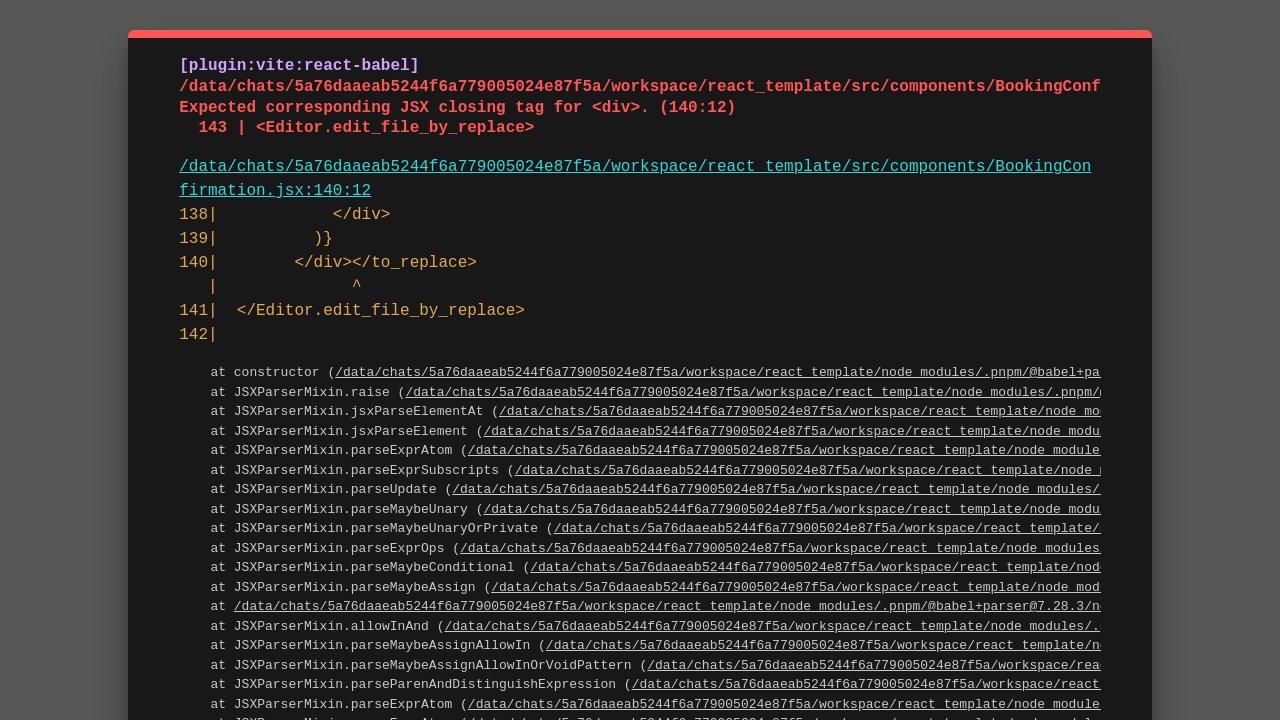 [plugin:vite:react-babel]
/data/chats/5a76daaeab5244f6a779005024e87f5a/workspace/react_template/src/components/BookingConf
Expected corresponding JSX closing tag for <div>. (140:12)
143 | <Editor.edit_file_by_replace>
/data/chats/5a76daaeab5244f6a779005024e87f5a/workspace/react_template/src/components/BookingCon
firmation.jsx:140:12
138|            </div>
139|          )}
140|        </div></to_replace>
|              ^
141|  </Editor.edit_file_by_replace>
142|
at constructor (/data/chats/5a76daaeab5244f6a779005024e87f5a/workspace/react_template/node_modules/.pnpm/@babel+pa
at JSXParserMixin.raise (/data/chats/5a76daaeab5244f6a779005024e87f5a/workspace/react_template/node_modules/.pnpm/
at JSXParserMixin.jsxParseElementAt (/data/chats/5a76daaeab5244f6a779005024e87f5a/workspace/react_template/node_mo
at JSXParserMixin.jsxParseElement (/data/chats/5a76daaeab5244f6a779005024e87f5a/workspace/react_template/node_modu
at JSXParserMixin.parseExprAtom (/data/chats/5a76daaeab5244f6a779005024e87f5a/workspace/react_template/node_module
at JSXParserMixin.parseExprSubscripts (/data/chats/5a76daaeab5244f6a779005024e87f5a/workspace/react_template/node_
at JSXParserMixin.parseUpdate (/data/chats/5a76daaeab5244f6a779005024e87f5a/workspace/react_template/node_modules/
at JSXParserMixin.parseMaybeUnary (/data/chats/5a76daaeab5244f6a779005024e87f5a/workspace/react_template/node_modu
at JSXParserMixin.parseMaybeUnaryOrPrivate (/data/chats/5a76daaeab5244f6a779005024e87f5a/workspace/react_template/
at JSXParserMixin.parseExprOps (/data/chats/5a76daaeab5244f6a779005024e87f5a/workspace/react_template/node_modules
at JSXParserMixin.parseMaybeConditional (/data/chats/5a76daaeab5244f6a779005024e87f5a/workspace/react_template/nod
at JSXParserMixin.parseMaybeAssign (/data/chats/5a76daaeab5244f6a779005024e87f5a/workspace/react_template/node_mod
at /data/chats/5a76daaeab5244f6a779005024e87f5a/workspace/react_template/node_modules/.pnpm/@babel+parser@7.28.3/n
at JSXParserMixin.allowInAnd (/data/chats/5a76daaeab5244f6a779005024e87f5a/workspace/react_template/node_modules/.
at JSXParserMixin.parseMaybeAssignAllowIn (/data/chats/5a76daaeab5244f6a779005024e87f5a/workspace/react_template/n
at JSXParserMixin.parseMaybeAssignAllowInOrVoidPattern (/data/chats/5a76daaeab5244f6a779005024e87f5a/workspace/rea
at JSXParserMixin.parseParenAndDistinguishExpression (/data/chats/5a76daaeab5244f6a779005024e87f5a/workspace/react
at JSXParserMixin.parseExprAtom (/data/chats/5a76daaeab5244f6a779005024e87f5a/workspace/react_template/node_module